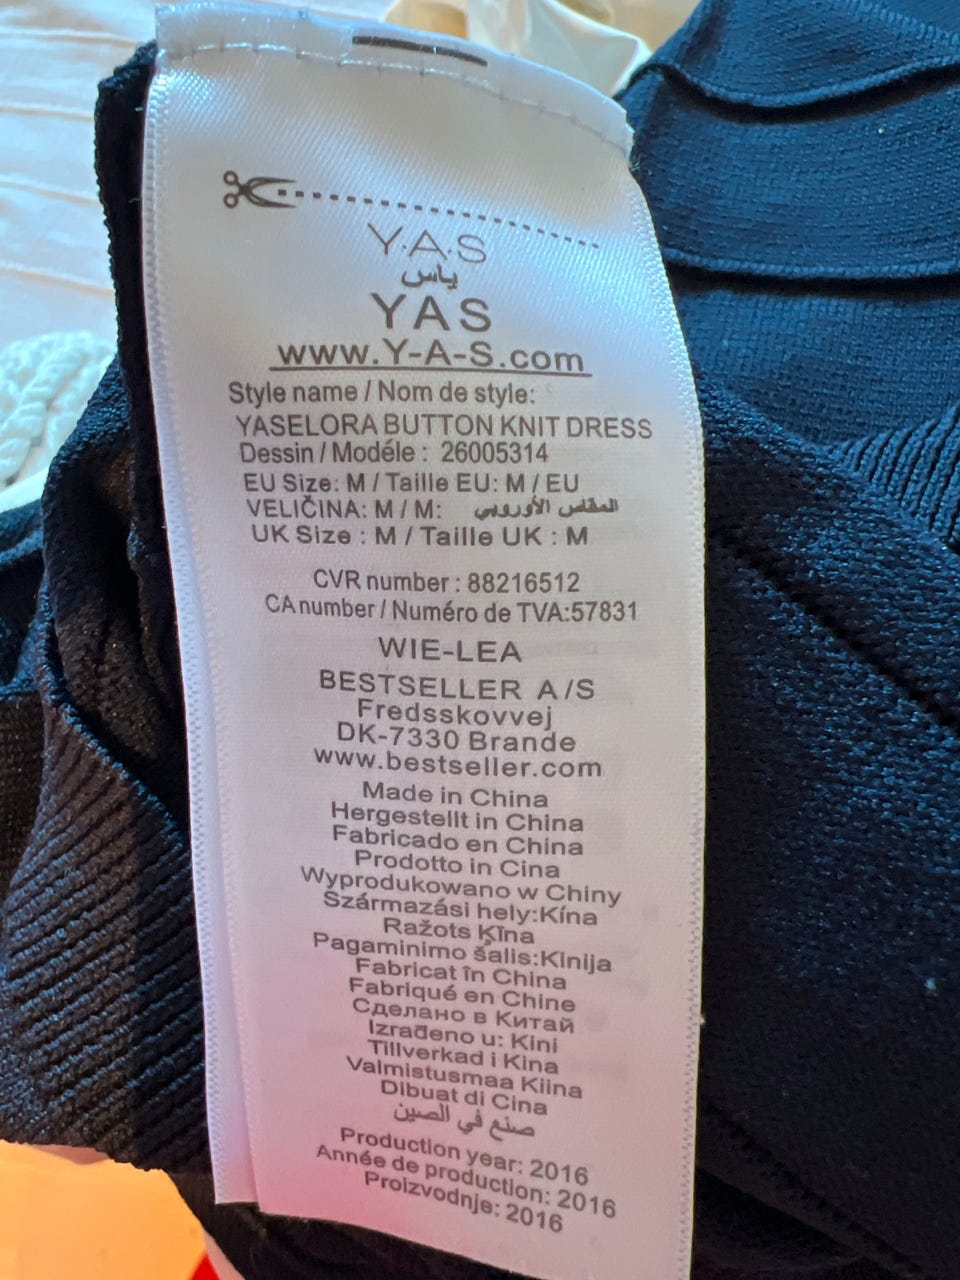 Y·A·S
ياس
YAS
www.Y-A-S.com
Style name / Nom de style:
YASELORA BUTTON KNIT DRESS
Dessin / Modéle : 26005314
EU Size: M / Taille EU: M / EU
VELIČINA: M / M: المقاس الأوروبي
UK Size : M / Taille UK : M
CVR number : 88216512
CA number / Numéro de TVA:57831
WIE-LEA
BESTSELLER A/S
Fredsskovvej
DK-7330 Brande
www.bestseller.com
Made in China
Hergestellt in China
Fabricado en China
Prodotto in Cina
Wyprodukowano w Chiny
Származási hely:Kína
Ražots Ķīna
Pagaminimo šalis:Kinija
Fabricat în China
Fabriqué en Chine
Сделано в Китай
Izrađeno u: Kini
Tillverkad i Kina
Valmistusmaa Kiina
Dibuat di Cina
صنع في الصين
Production year: 2016
Année de production: 2016
Proizvodnje: 2016